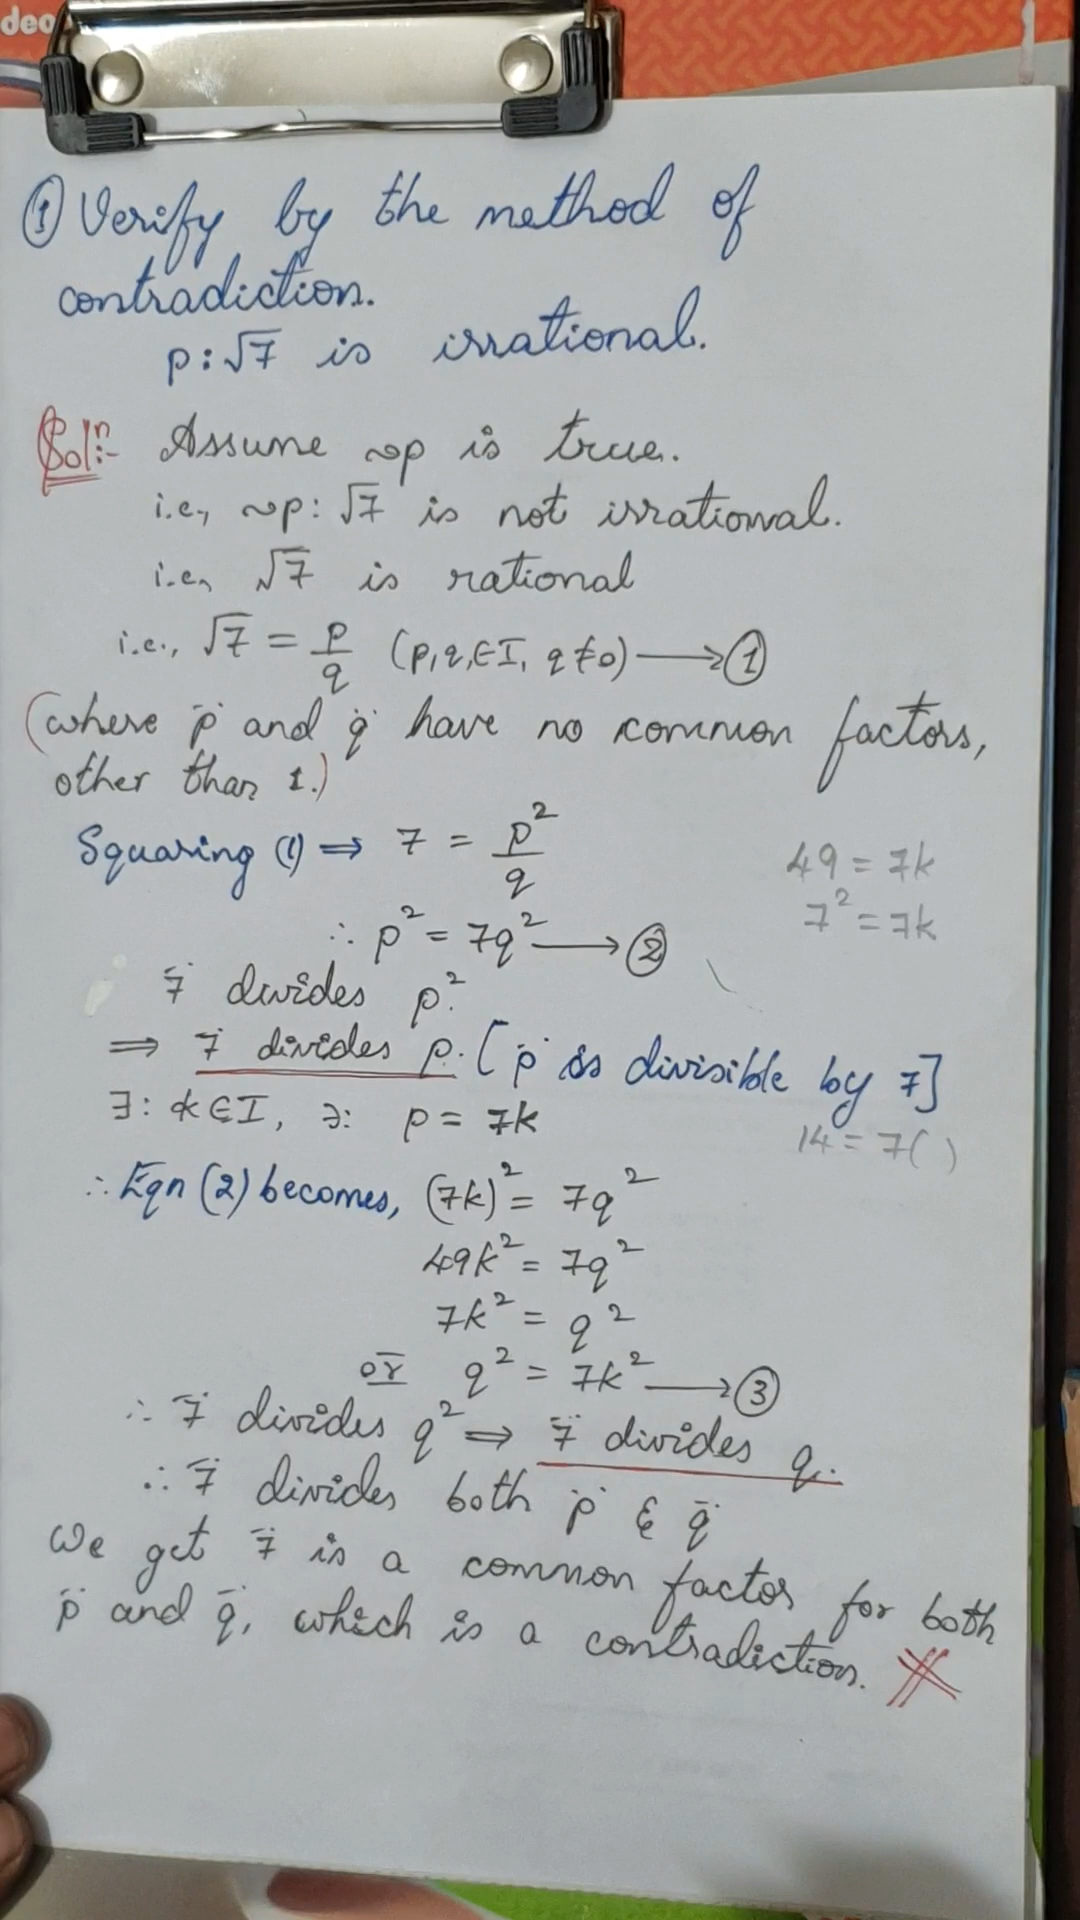 deo
① Verify by the method of
contradiction.
p: √7 is irrational.
Solⁿ:- Assume ~p is true.
i.e., ~p: √7 is not irrational.
i.e., √7 is rational
i.e., √7 = p/q (p,q,∈I, q≠0) ⟶ ①
(where 'p' and 'q' have no common factors,
other than 1.)
Squaring (1) ⇒ 7 = p²/q
49 = 7k
7² = 7k
∴ p² = 7q² ⟶ ②
7 divides p².
⇒ 7 divides p. ['p' is divisible by 7]
∃: k∈I, ∋: p = 7k
14 = 7( )
∴ Eqn (2) becomes, (7k)² = 7q²
49k² = 7q²
7k² = q²
or q² = 7k² ⟶ ③
∴ 7 divides q² ⇒ 7 divides q.
∴ 7 divides both 'p' & 'q'
We get 7 is a common factor for both
'p' and 'q', which is a contradiction.